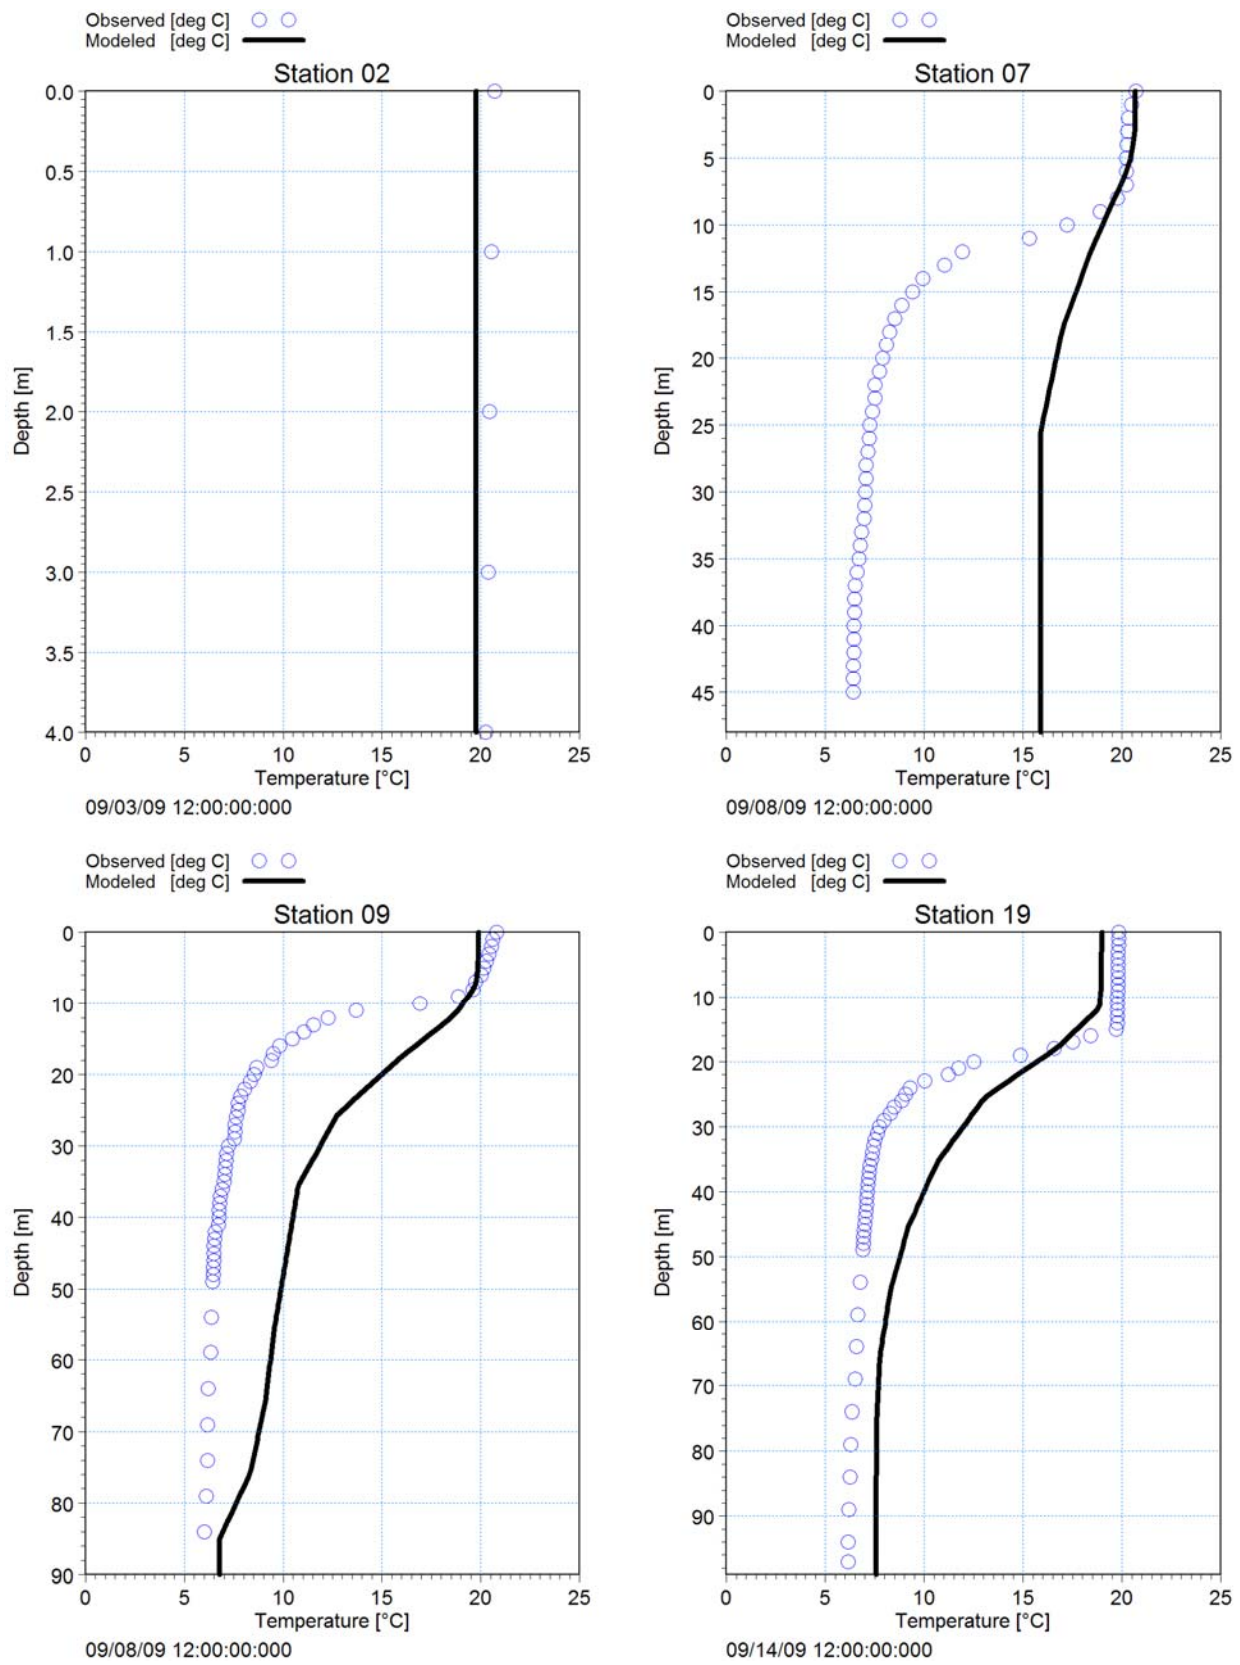 Observed [deg C]
Modeled [deg C]
Station 02
0.0
0.5
1.0
1.5
2.0
2.5
3.0
3.5
4.0
Depth [m]
0 5 10 15 20 25
Temperature [°C]
09/03/09 12:00:00:000
Observed [deg C]
Modeled [deg C]
Station 07
0
5
10
15
20
25
30
35
40
45
Depth [m]
0 5 10 15 20 25
Temperature [°C]
09/08/09 12:00:00:000
Observed [deg C]
Modeled [deg C]
Station 09
0
10
20
30
40
50
60
70
80
90
Depth [m]
0 5 10 15 20 25
Temperature [°C]
09/08/09 12:00:00:000
Observed [deg C]
Modeled [deg C]
Station 19
0
10
20
30
40
50
60
70
80
90
Depth [m]
0 5 10 15 20 25
Temperature [°C]
09/14/09 12:00:00:000